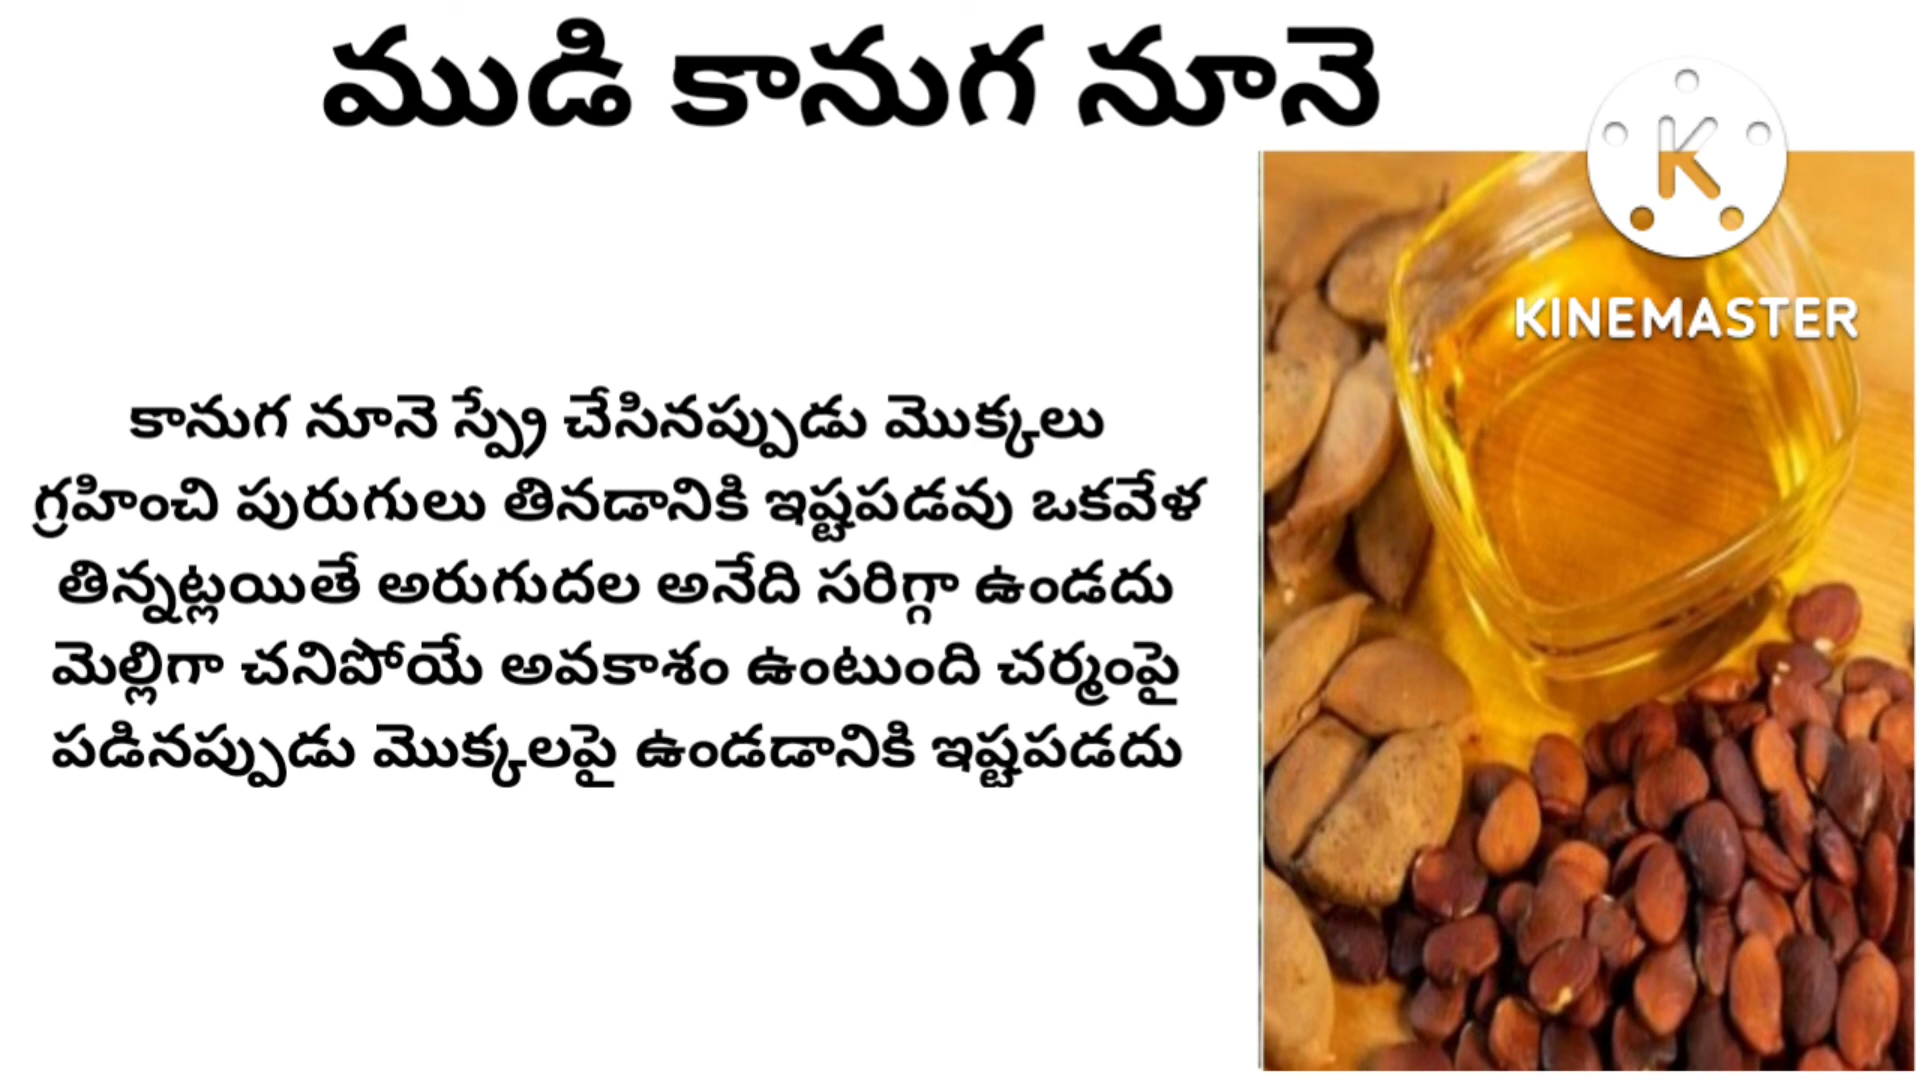 ముడి కానుగ నూనె
K
KINEMASTER
కానుగ నూనె స్ప్రే చేసినప్పుడు మొక్కలు
గ్రహించి పురుగులు తినడానికి ఇష్టపడవు ఒకవేళ
తిన్నట్లయితే అరుగుదల అనేది సరిగ్గా ఉండదు
మెల్లిగా చనిపోయే అవకాశం ఉంటుంది చర్మంపై
పడినప్పుడు మొక్కలపై ఉండడానికి ఇష్టపడదు